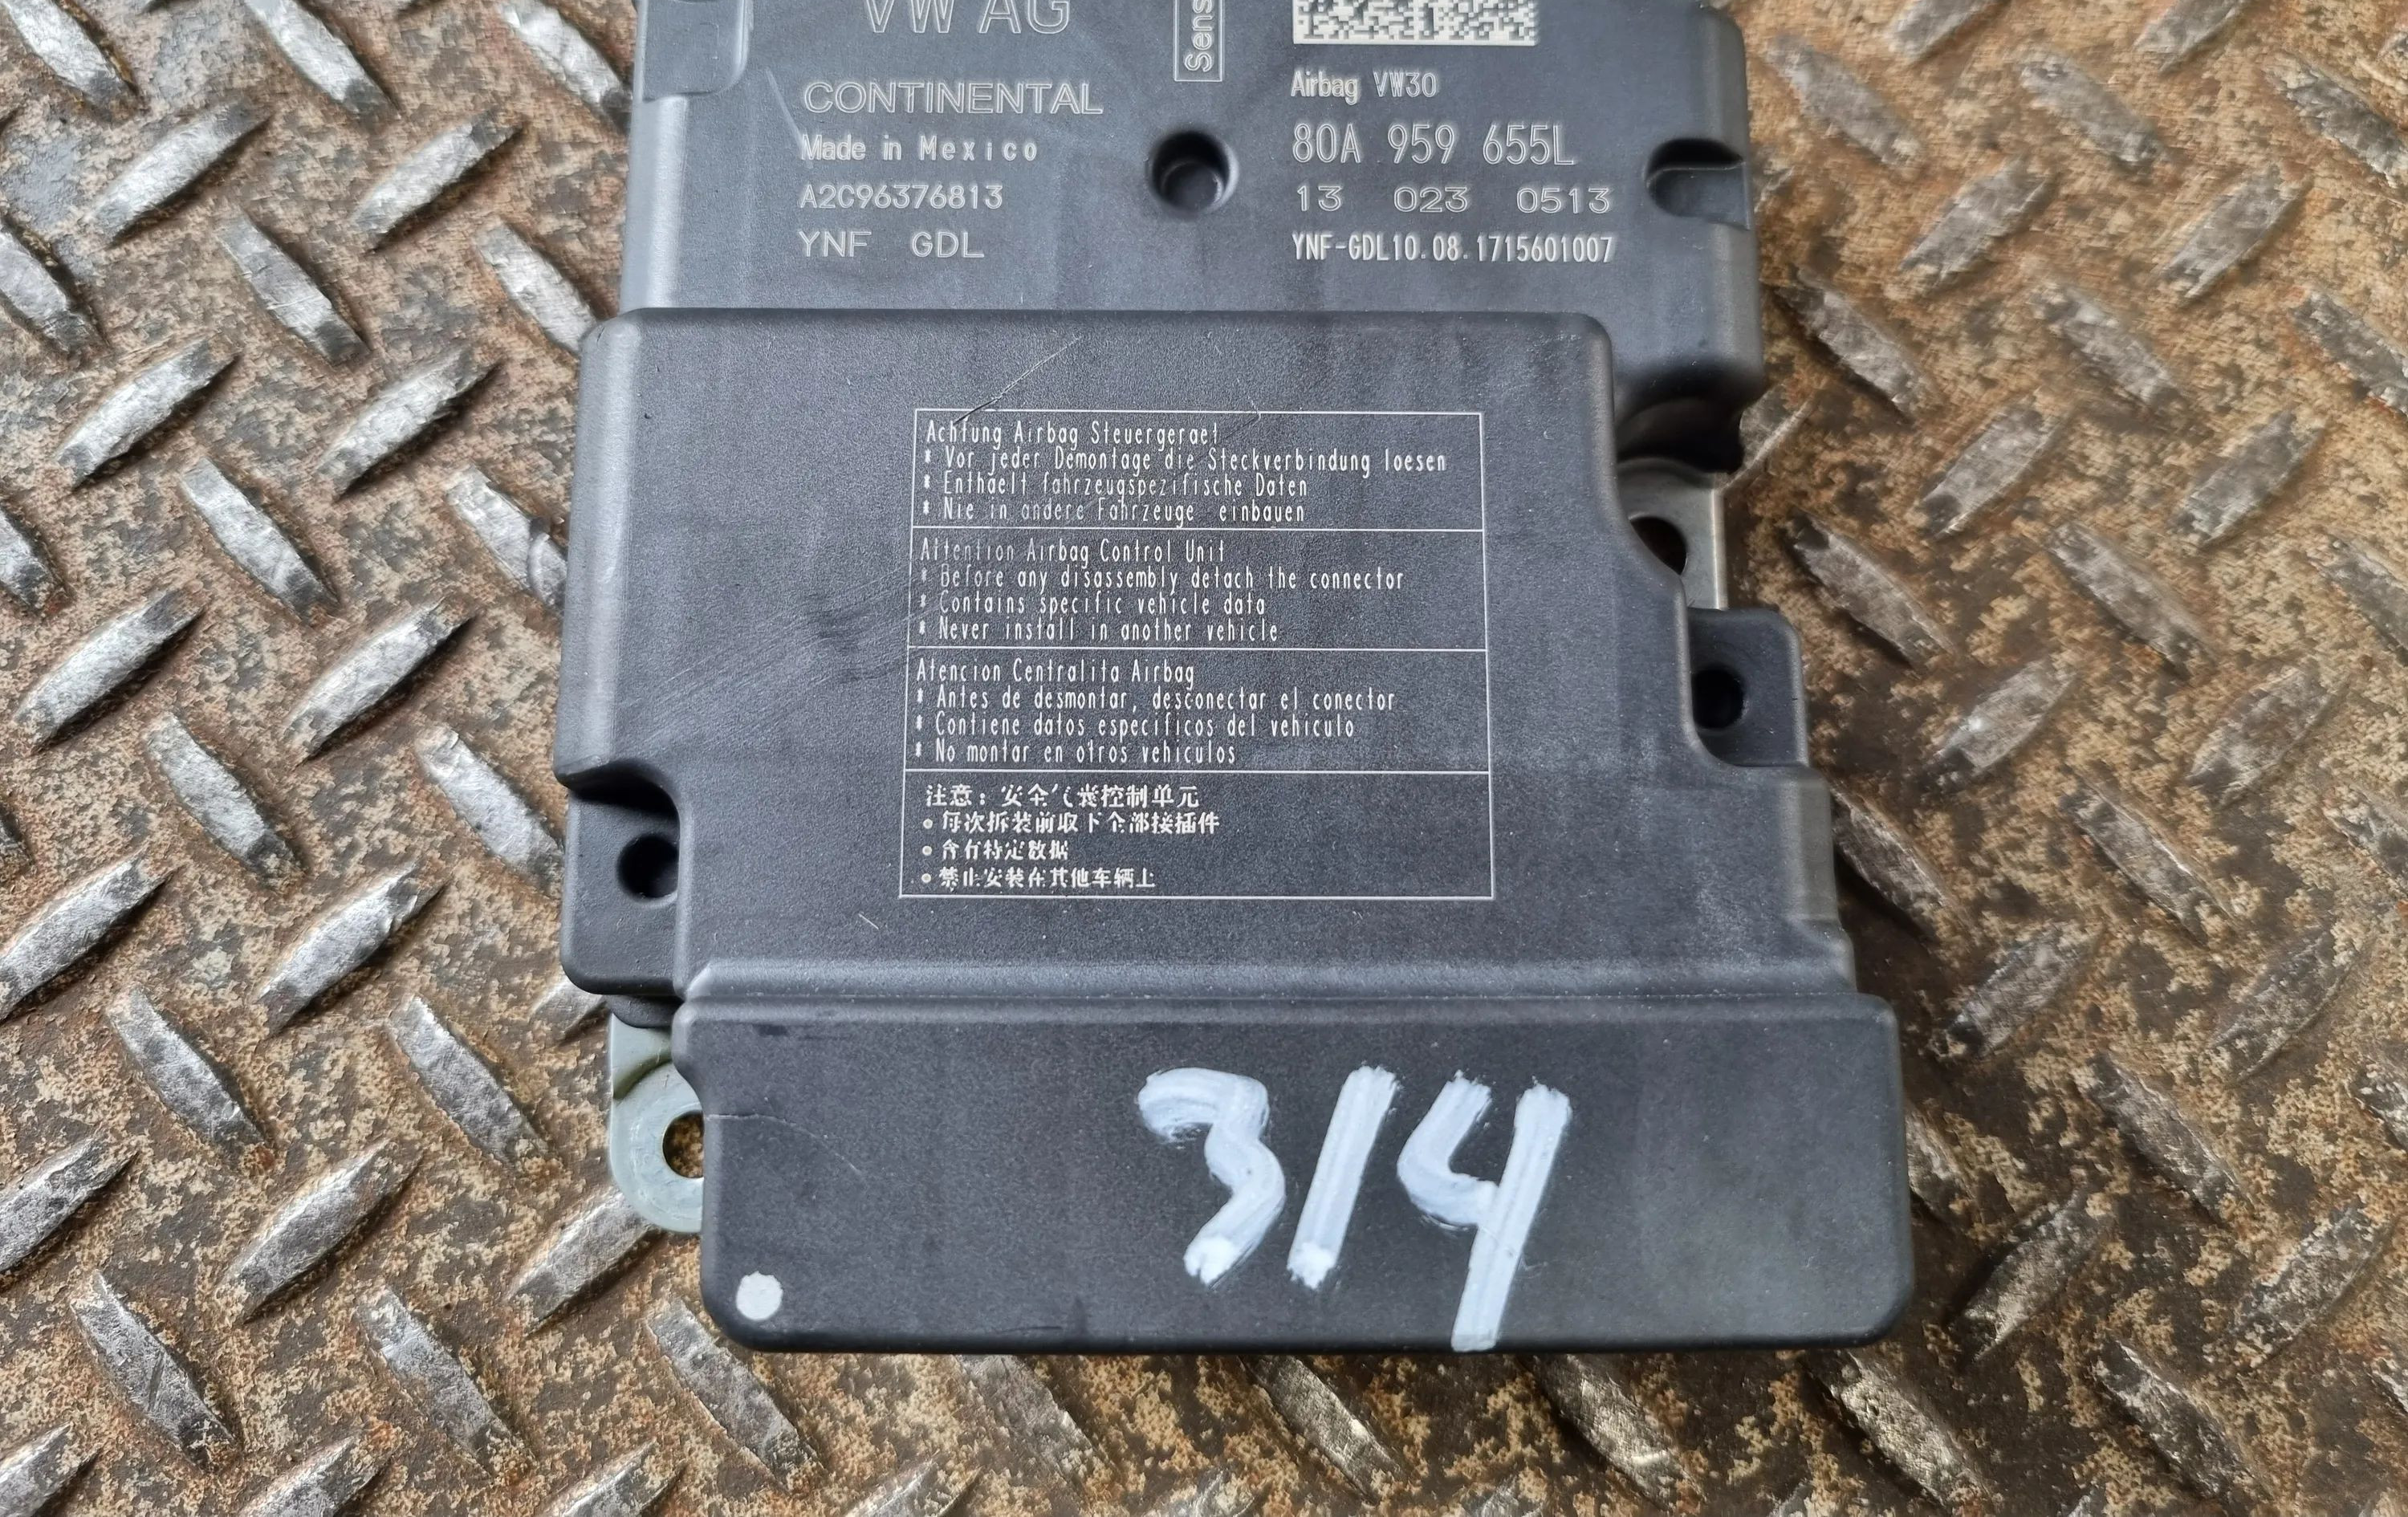 VW AG
Sens
CONTINENTAL
Made in Mexico
A2C96376813
YNF GDL
Airbag VW30
80A 959 655L
13 023 0513
YNF-GDL10.08.1715601007
Achtung Airbag Steuergeraet
* Vor jeder Demontage die Steckverbindung loesen
* Enthaelt fahrzeugspezifische Daten
* Nie in andere Fahrzeuge einbauen
Attention Airbag Control Unit
* Before any disassembly detach the connector
* Contains specific vehicle data
* Never install in another vehicle
Atencion Centralita Airbag
* Antes de desmontar, desconectar el conector
* Contiene datos especificos del vehiculo
* No montar en otros vehiculos
注意：安全气囊控制单元
• 每次拆装前取下全部接插件
• 含有特定数据
• 禁止安装在其他车辆上
314